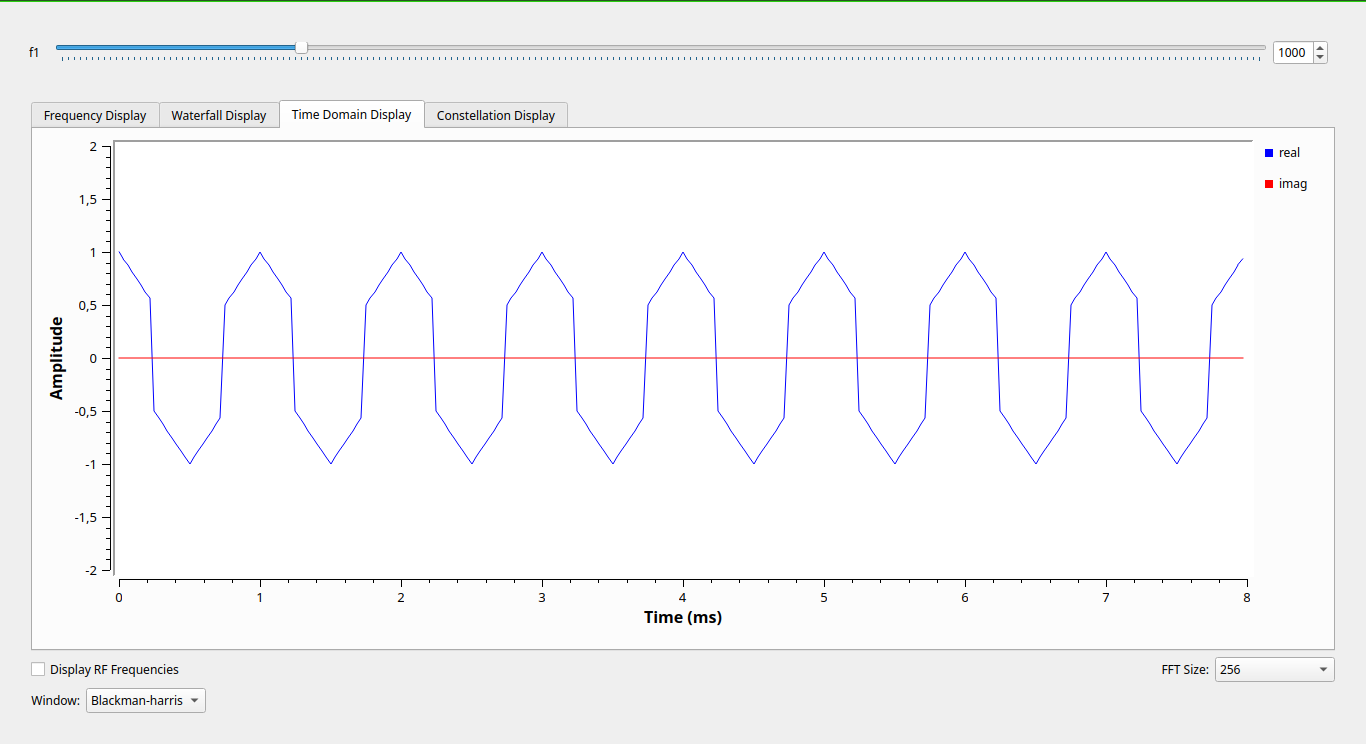 f1 1000
Frequency Display Waterfall Display Time Domain Display Constellation Display
2
1,5
1
0,5
0
-0,5
-1
-1,5
-2
Amplitude
real
imag
0 1 2 3 4 5 6 7 8
Time (ms)
Display RF Frequencies FFT Size: 256
Window: Blackman-harris